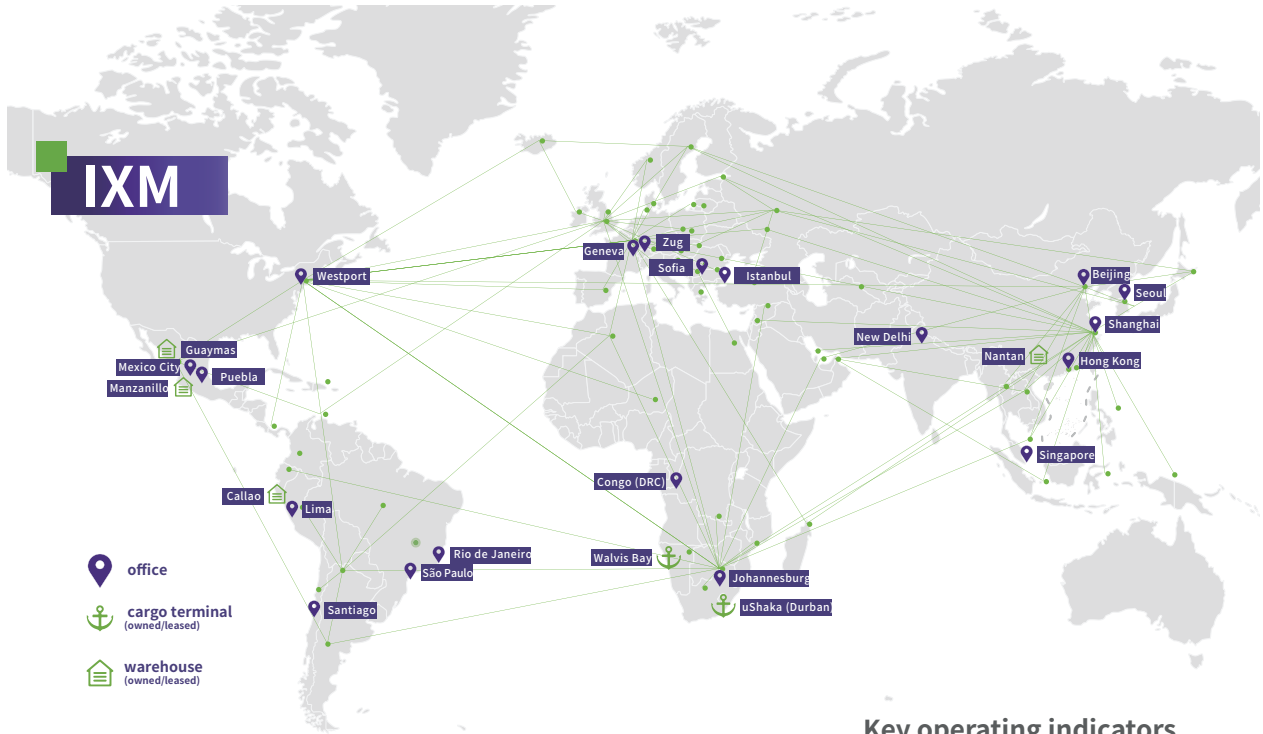 IXM
Zug
Geneva
Sofia
Istanbul
Westport
Beijing
Seoul
Shanghai
New Delhi
Guaymas
Nantan
Hong Kong
Mexico City
Puebla
Manzanillo
Singapore
Congo (DRC)
Callao
Lima
Rio de Janeiro
Walvis Bay
São Paulo
Johannesburg
office
uShaka (Durban)
Santiago
cargo terminal
(owned/leased)
warehouse
(owned/leased)
Key operating indicators